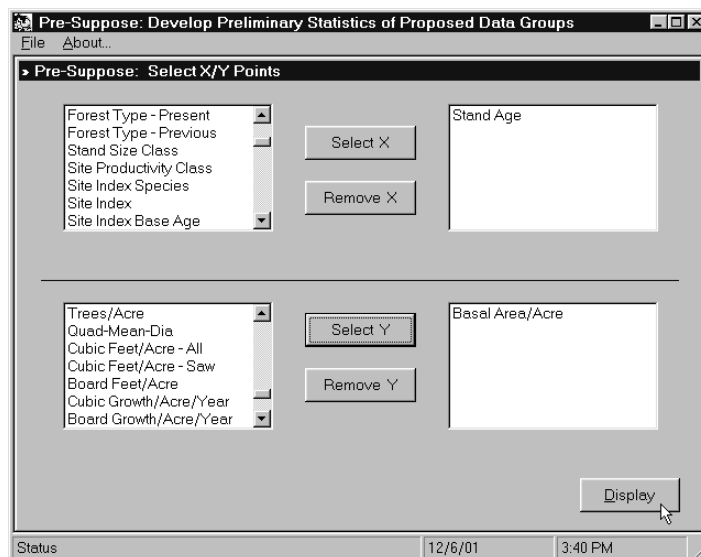 Pre-Suppose: Develop Preliminary Statistics of Proposed Data Groups
File About...
Pre-Suppose: Select X/Y Points
Forest Type - Present
Forest Type - Previous
Stand Size Class
Site Productivity Class
Site Index Species
Site Index
Site Index Base Age
Select X
Remove X
Stand Age
Trees/Acre
Quad-Mean-Dia
Cubic Feet/Acre - All
Cubic Feet/Acre - Saw
Board Feet/Acre
Cubic Growth/Acre/Year
Board Growth/Acre/Year
Select Y
Remove Y
Basal Area/Acre
Display
Status 12/6/01 3:40 PM